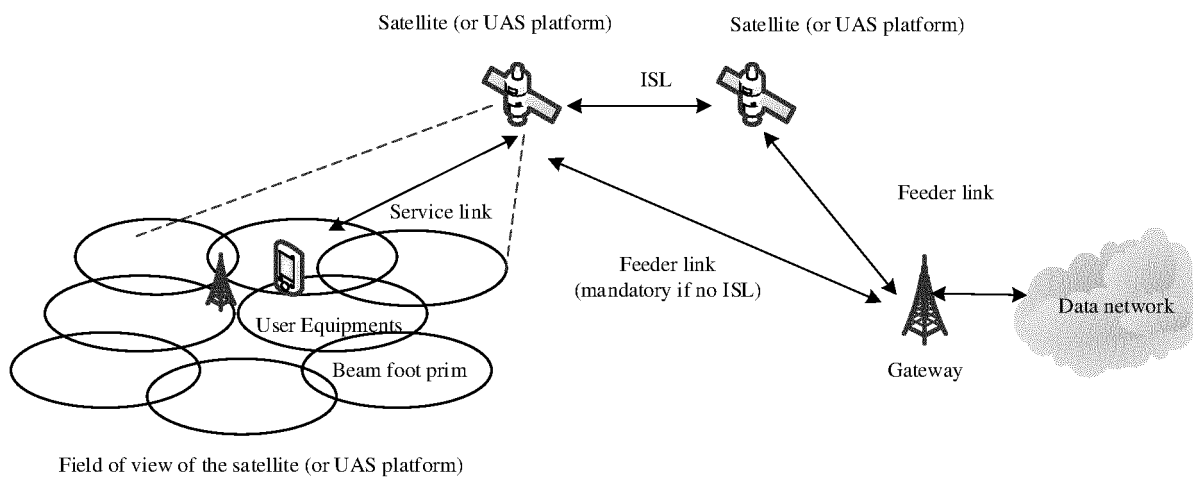 Satellite (or UAS platform)
Satellite (or UAS platform)
ISL
Feeder link
Service link
Feeder link
(mandatory if no ISL)
Data network
User Equipments
Beam foot prim
Gateway
Field of view of the satellite (or UAS platform)